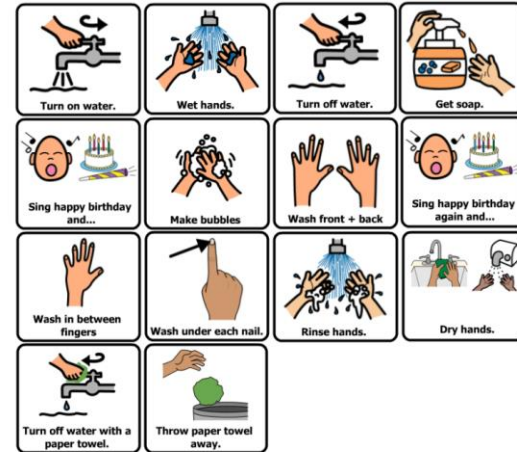 Turn on water.
Wet hands.
Turn off water.
Get soap.
Sing happy birthday
and...
Make bubbles
Wash front + back
Sing happy birthday
again and...
Wash in between
fingers
Wash under each nail.
Rinse hands.
Dry hands.
Turn off water with a
paper towel.
Throw paper towel
away.